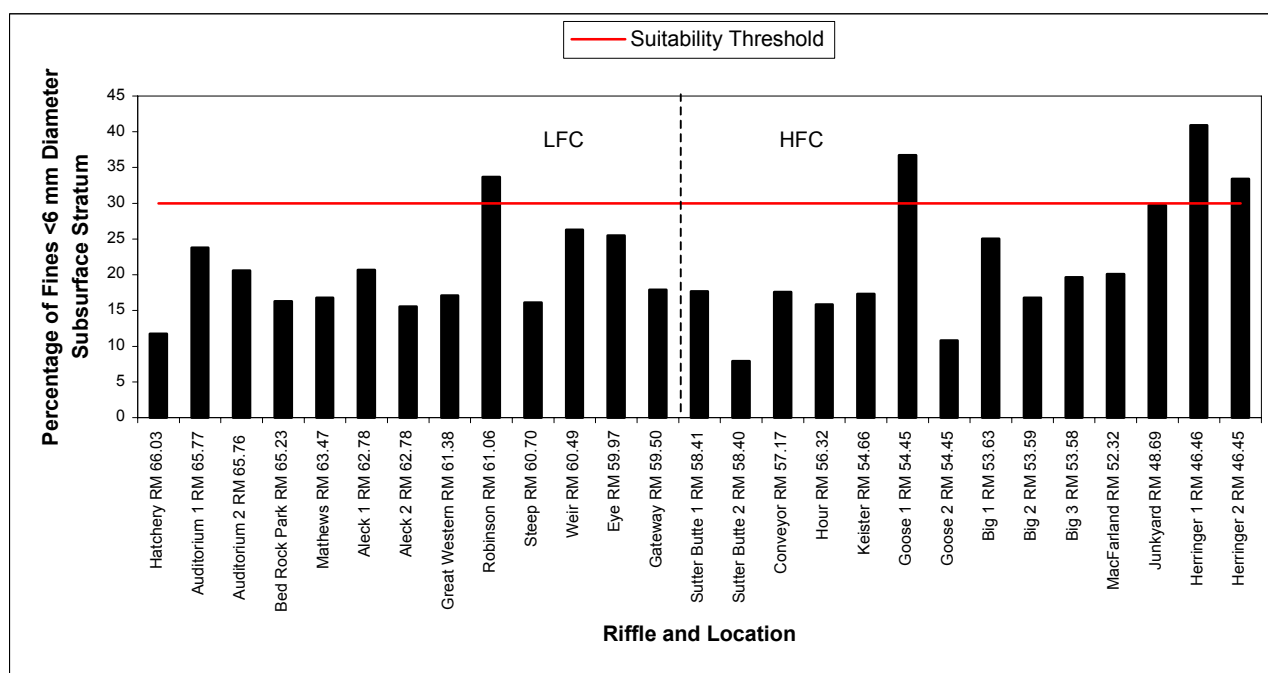 Suitability Threshold
Percentage of Fines <6 mm Diameter
Subsurface Stratum
45
40
35
30
25
20
15
10
5
0
LFC
HFC
Hatchery RM 66.03
Auditorium 1 RM 65.77
Auditorium 2 RM 65.76
Bed Rock Park RM 65.23
Mathews RM 63.47
Aleck 1 RM 62.78
Aleck 2 RM 62.78
Great Western RM 61.38
Robinson RM 61.06
Steep RM 60.70
Weir RM 60.49
Eye RM 59.97
Gateway RM 59.50
Sutter Butte 1 RM 58.41
Sutter Butte 2 RM 58.40
Conveyor RM 57.17
Hour RM 56.32
Keister RM 54.66
Goose 1 RM 54.45
Goose 2 RM 54.45
Big 1 RM 53.63
Big 2 RM 53.59
Big 3 RM 53.58
MacFarland RM 52.32
Junkyard RM 48.69
Herringer 1 RM 46.46
Herringer 2 RM 46.45
Riffle and Location